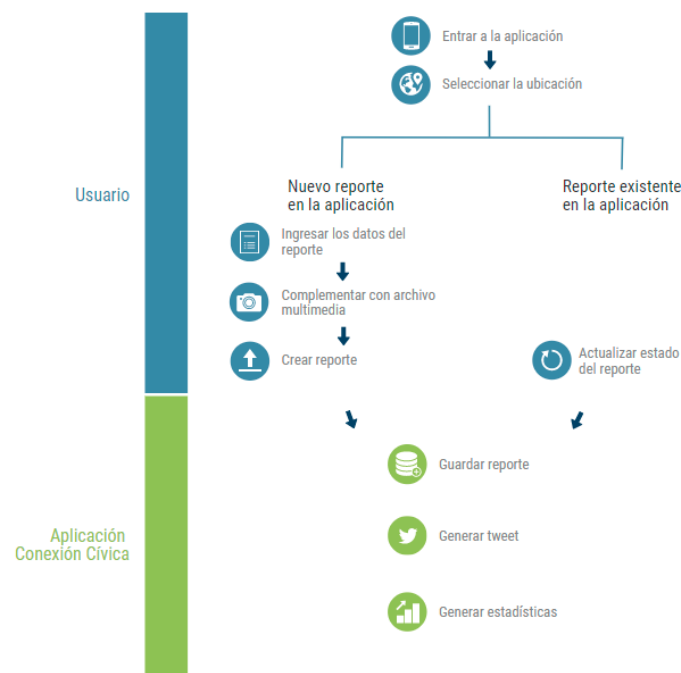 Entrar a la aplicación
Seleccionar la ubicación
Usuario
Nuevo reporte
en la aplicación
Reporte existente
en la aplicación
Ingresar los datos del
reporte
Complementar con archivo
multimedia
Crear reporte
Actualizar estado
del reporte
Aplicación
Conexión Cívica
Guardar reporte
Generar tweet
Generar estadísticas